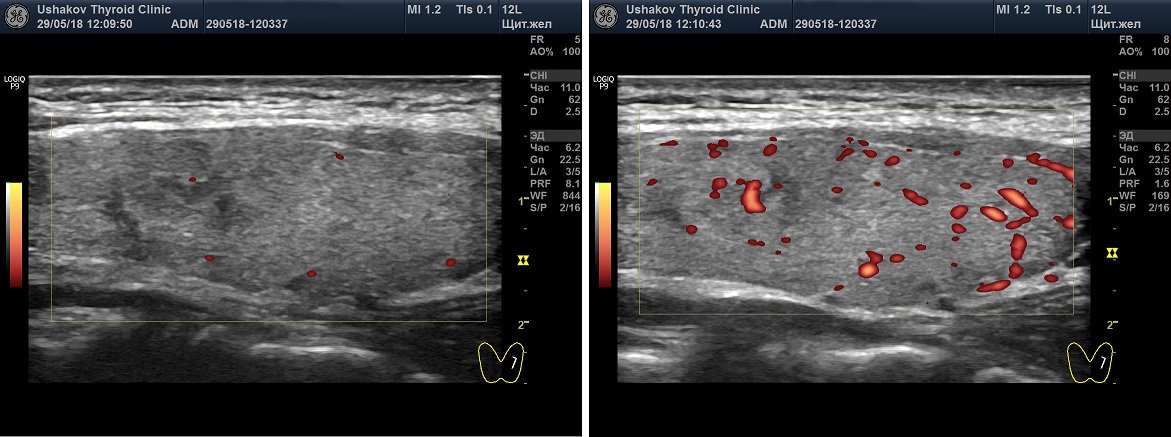 Ushakov Thyroid Clinic MI 1.2 TIs 0.1 12L
29/05/18 12:09:50 ADM 290518-120337 Щит.жел
LOGIQ
P9
FR 5
AO% 100
CHI
Час 11.0
Gn 62
D 2.5
ЭД
Час 6.2
Gn 22.5
L/A 3/5
PRF 8.1
WF 844
S/P 2/16
1
2
Ushakov Thyroid Clinic MI 1.2 TIs 0.1 12L
29/05/18 12:10:43 ADM 290518-120337 Щит.жел
LOGIQ
P9
FR 8
AO% 100
CHI
Час 11.0
Gn 62
D 2.5
ЭД
Час 6.2
Gn 22.5
L/A 3/5
PRF 1.6
WF 169
S/P 2/16
1
2